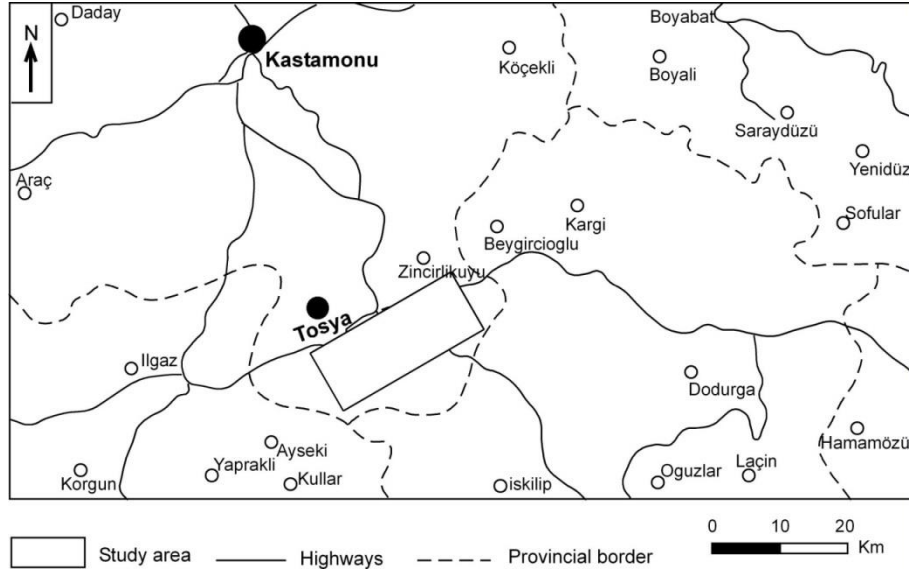 Daday
Boyabat
N
Kastamonu
Köçekli
Boyali
Saraydüzü
Yenidüz
Araç
Kargi
Sofular
Beygircioglu
Zincirlikuyu
Tosya
Ilgaz
Dodurga
Ayseki
Hamamözü
Yaprakli
Korgun
Kullar
iskilip
Oguzlar
Laçin
0 10 20
Km
Study area
Highways
Provincial border